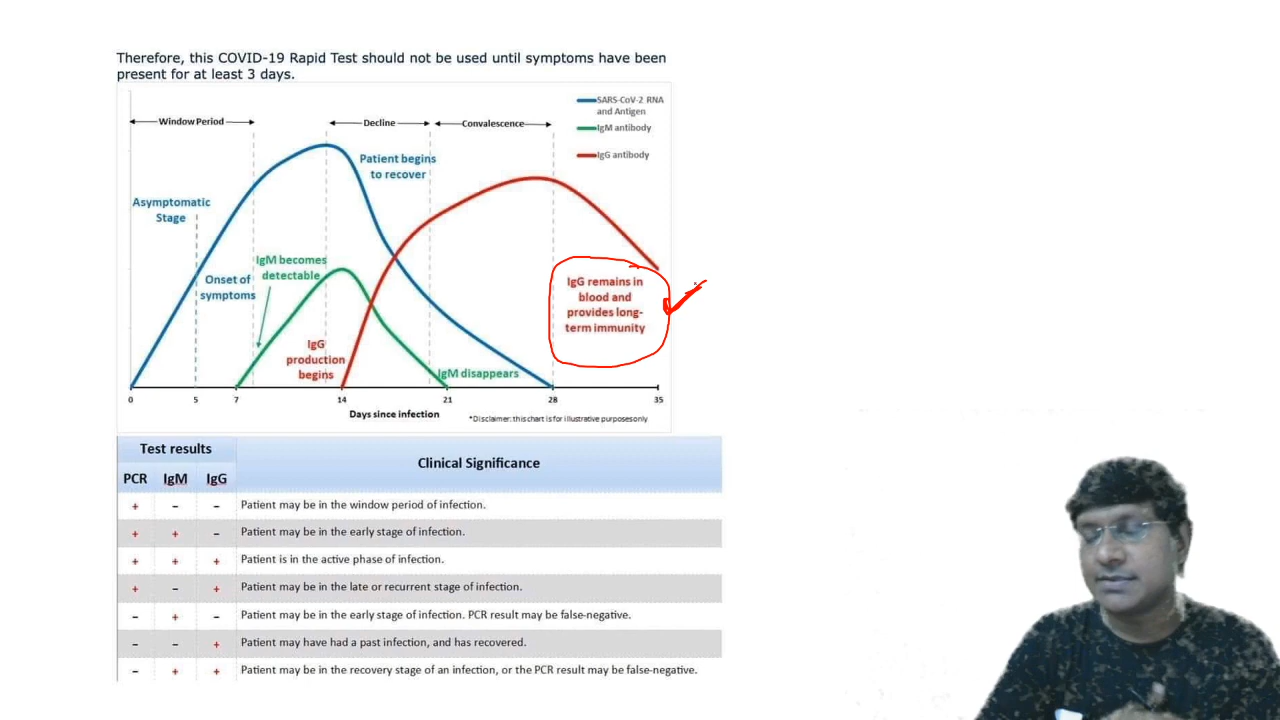 Therefore, this COVID-19 Rapid Test should not be used until symptoms have been
present for at least 3 days.
SARS-CoV-2 RNA
and Antigen
IgM antibody
IgG antibody
Window Period
Decline
Convalescence
Patient begins
to recover
Asymptomatic
Stage
IgM becomes
detectable
Onset of
symptoms
IgG remains in
blood and
provides long-
term immunity
IgG
production
begins
IgM disappears
0 5 7 14 21 28 35
Days since infection
*Disclaimer: this chart is for illustrative purposes only
Test results
Clinical Significance
PCR IgM IgG
+ – – Patient may be in the window period of infection.
+ + – Patient may be in the early stage of infection.
+ + + Patient is in the active phase of infection.
+ – + Patient may be in the late or recurrent stage of infection.
– + – Patient may be in the early stage of infection. PCR result may be false-negative.
– – + Patient may have had a past infection, and has recovered.
– + + Patient may be in the recovery stage of an infection, or the PCR result may be false-negative.